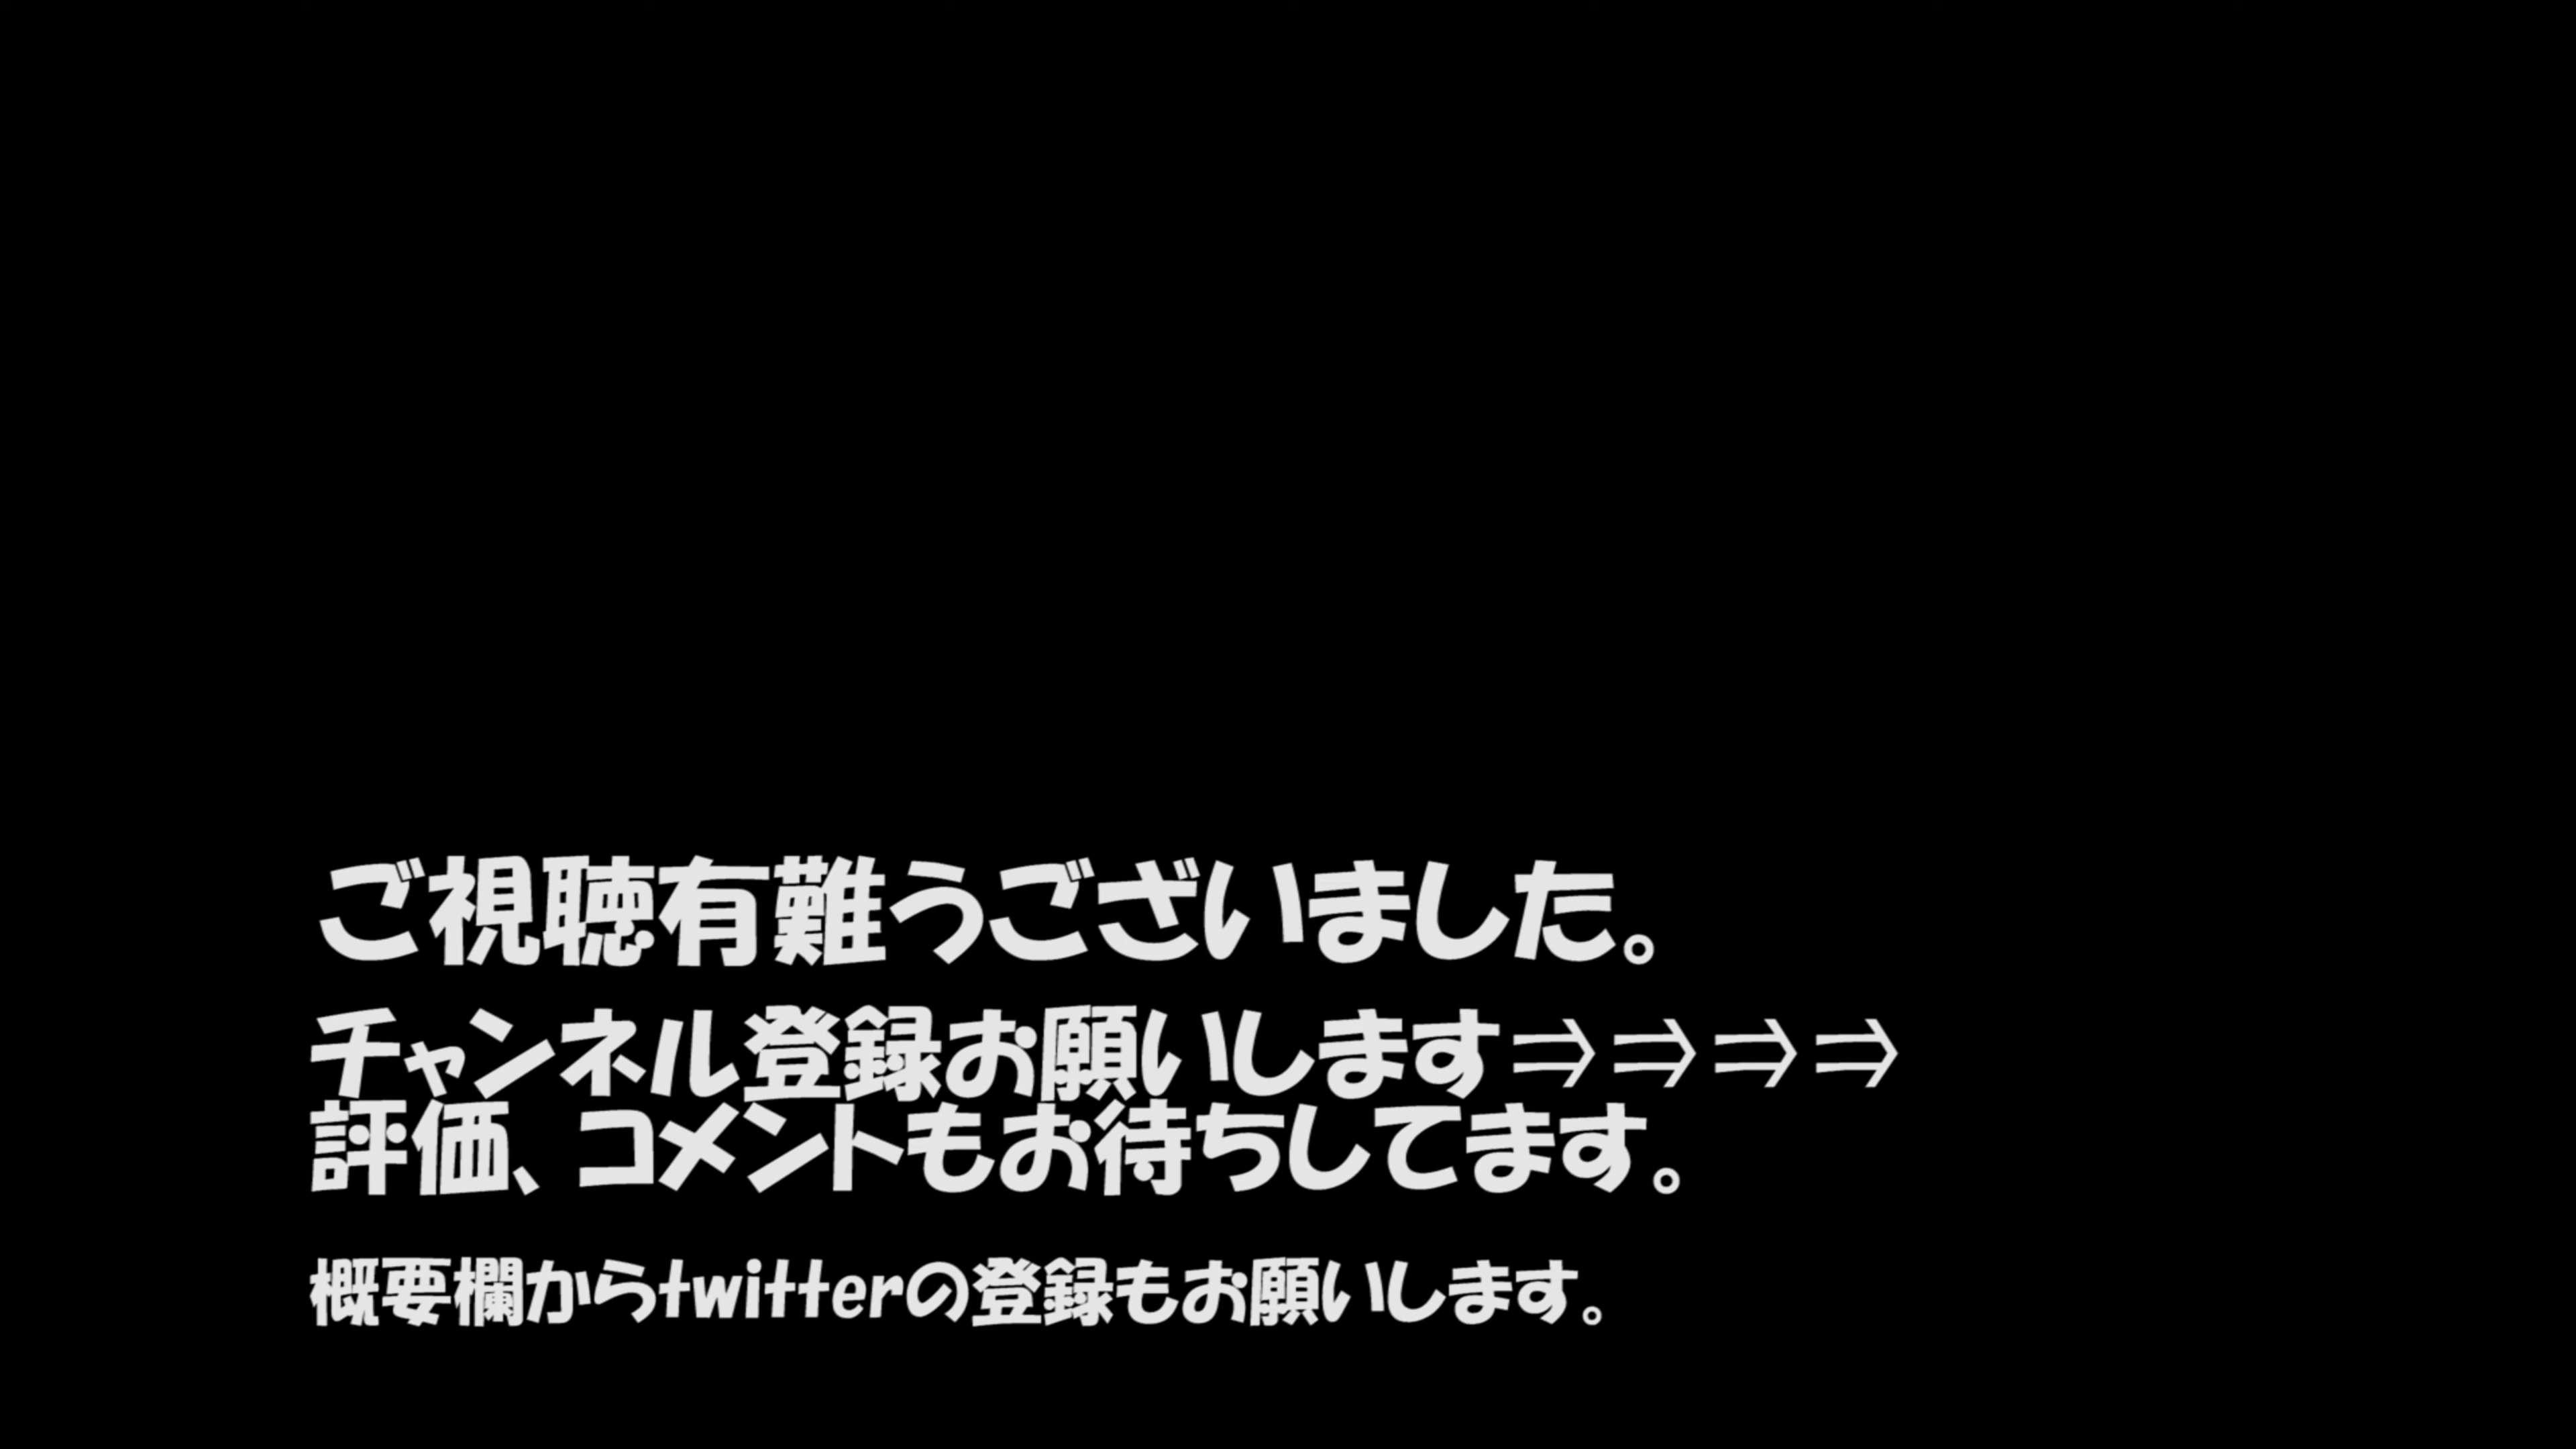 ご視聴有難うございました。
チャンネル登録お願いします⇒⇒⇒⇒
評価、コメントもお待ちしてます。
概要欄からtwitterの登録もお願いします。